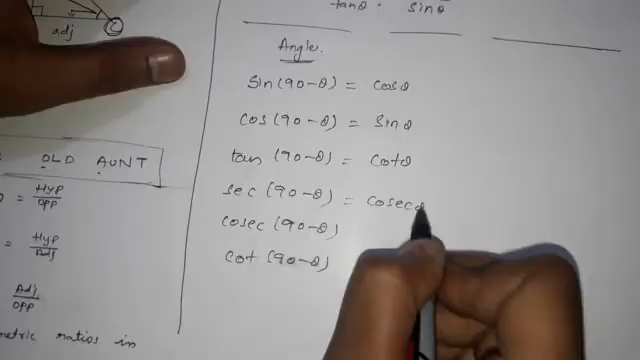 adj
C
OLD AUNT
= Hyp/OPP
= Hyp/Adj
Adj/OPP
metric ratios in
tanθ = sinθ
Angle.
Sin(90-θ) = Cosθ
Cos(90-θ) = Sinθ
tan(90-θ) = Cotθ
Sec(90-θ) = Cosecθ
Cosec(90-θ)
Cot(90-θ)